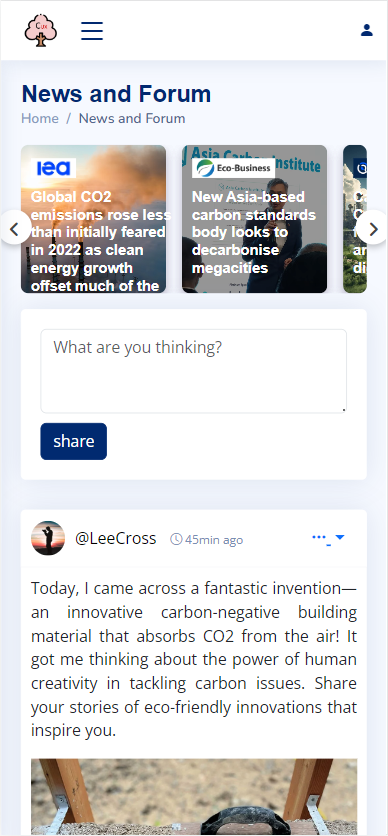 News and Forum
Home / News and Forum
iea
Global CO2
emissions rose less
than initially feared
in 2022 as clean
energy growth
offset much of the
Asia Carbon Institute
Eco-Business
New Asia-based
carbon standards
body looks to
decarbonise
megacities
What are you thinking?
share
@LeeCross 45min ago
Today, I came across a fantastic invention—
an innovative carbon-negative building
material that absorbs CO2 from the air! It
got me thinking about the power of human
creativity in tackling carbon issues. Share
your stories of eco-friendly innovations that
inspire you.